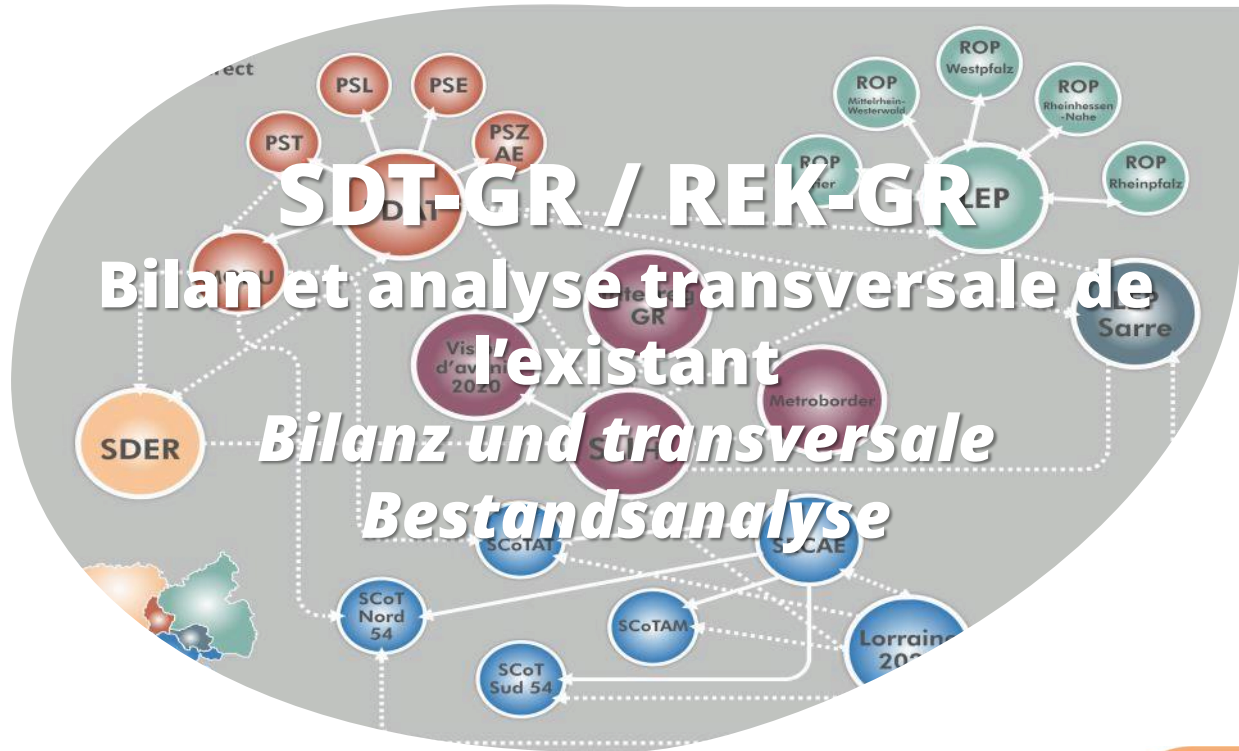 SDT-GR / REK-GR
Bilan et analyse transversale de
l'existant
Bilanz und transversale
Bestandsanalyse
PSL
PSE
PST
PSZ
AE
ROP
Westpfalz
ROP
Mittelrhein-
Westerwald
ROP
Rheinhessen
-Nahe
ROP
ROP
Rheinpfalz
LEP
GR
Sarre
d'avenir
2020
Metroborder
SDER
SCoTAT
SCoT
Nord
54
SCoTAM
SCoT
Sud 54
Lorraine